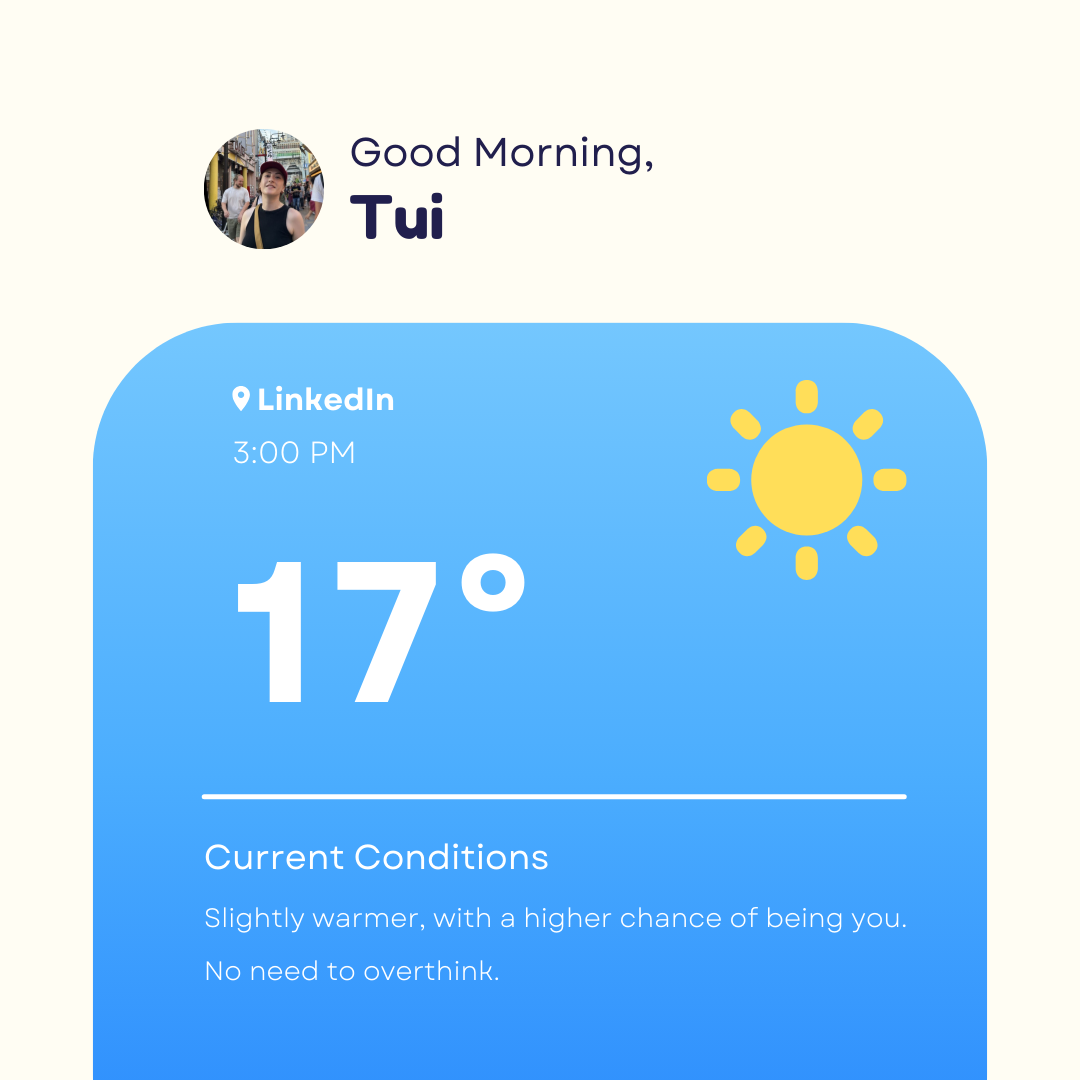 Good Morning,
Tui
LinkedIn
3:00 PM
17°
Current Conditions
Slightly warmer, with a higher chance of being you.
No need to overthink.